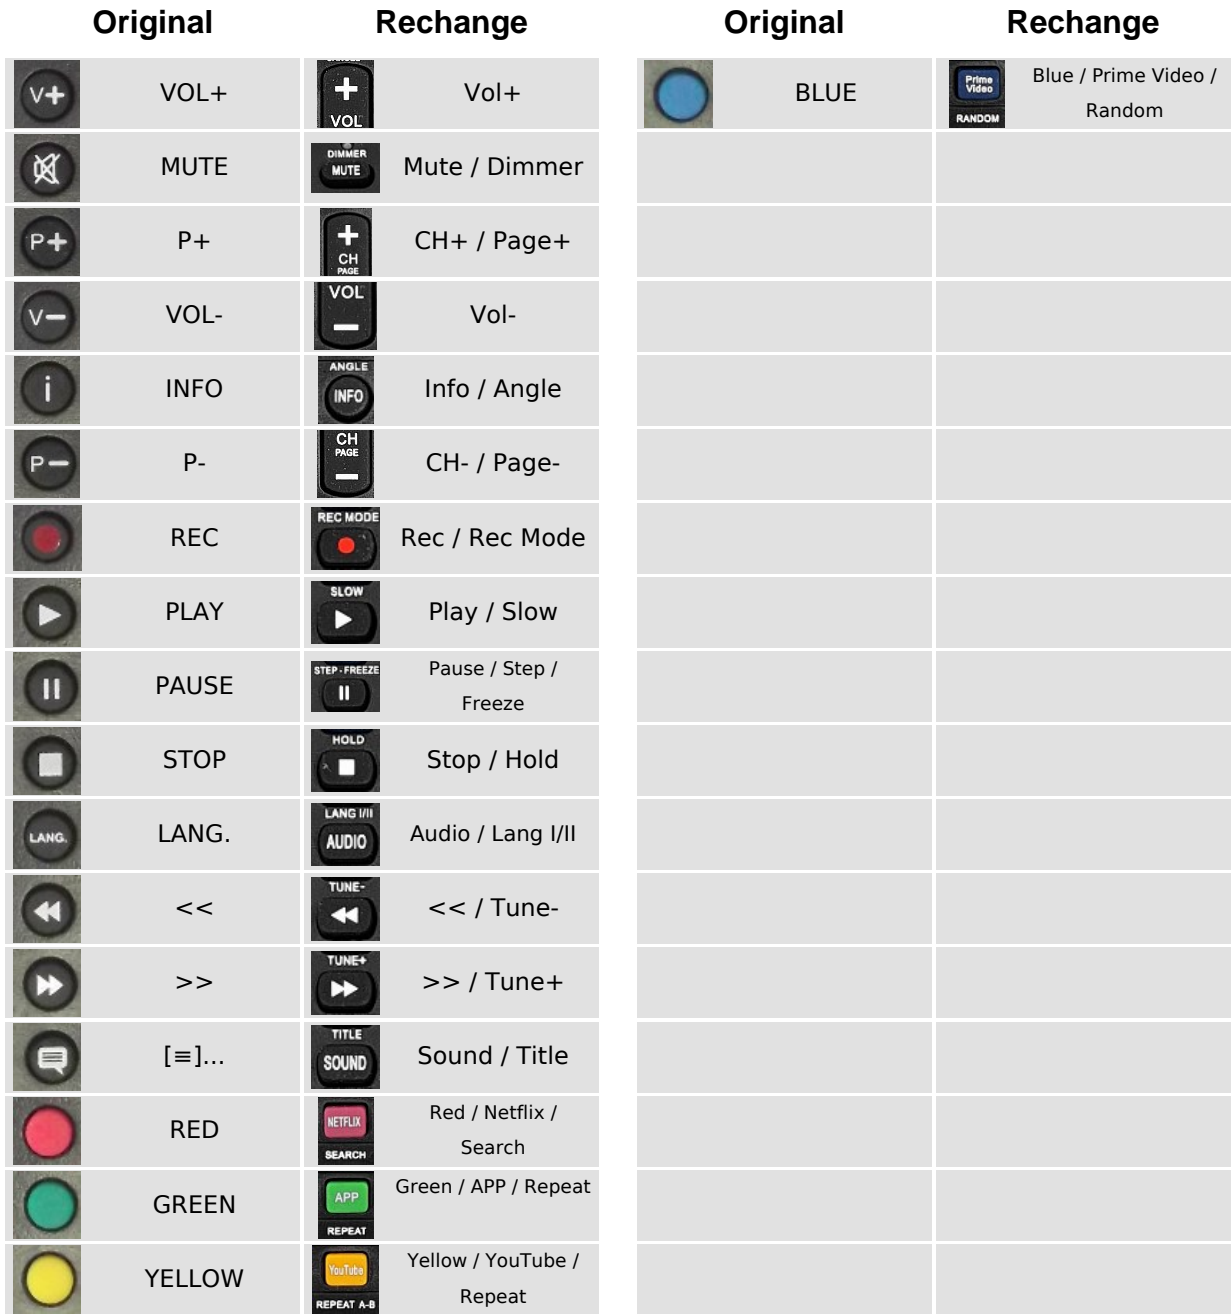 Original Rechange Original Rechange
V+ VOL+ + VOL Vol+ BLUE Prime Video RANDOM Blue / Prime Video /
Random
MUTE DIMMER MUTE Mute / Dimmer
P+ P+ + CH PAGE CH+ / Page+
V- VOL- VOL - Vol-
i INFO ANGLE INFO Info / Angle
P- P- CH PAGE - CH- / Page-
REC REC MODE Rec / Rec Mode
PLAY SLOW Play / Slow
PAUSE STEP-FREEZE Pause / Step /
Freeze
STOP HOLD Stop / Hold
LANG. LANG. LANG I/II AUDIO Audio / Lang I/II
<< TUNE- << / Tune-
>> TUNE+ >> / Tune+
[≡]... TITLE SOUND Sound / Title
RED NETFLIX SEARCH Red / Netflix /
Search
GREEN APP REPEAT Green / APP / Repeat
YELLOW YouTube REPEAT A-B Yellow / YouTube /
Repeat